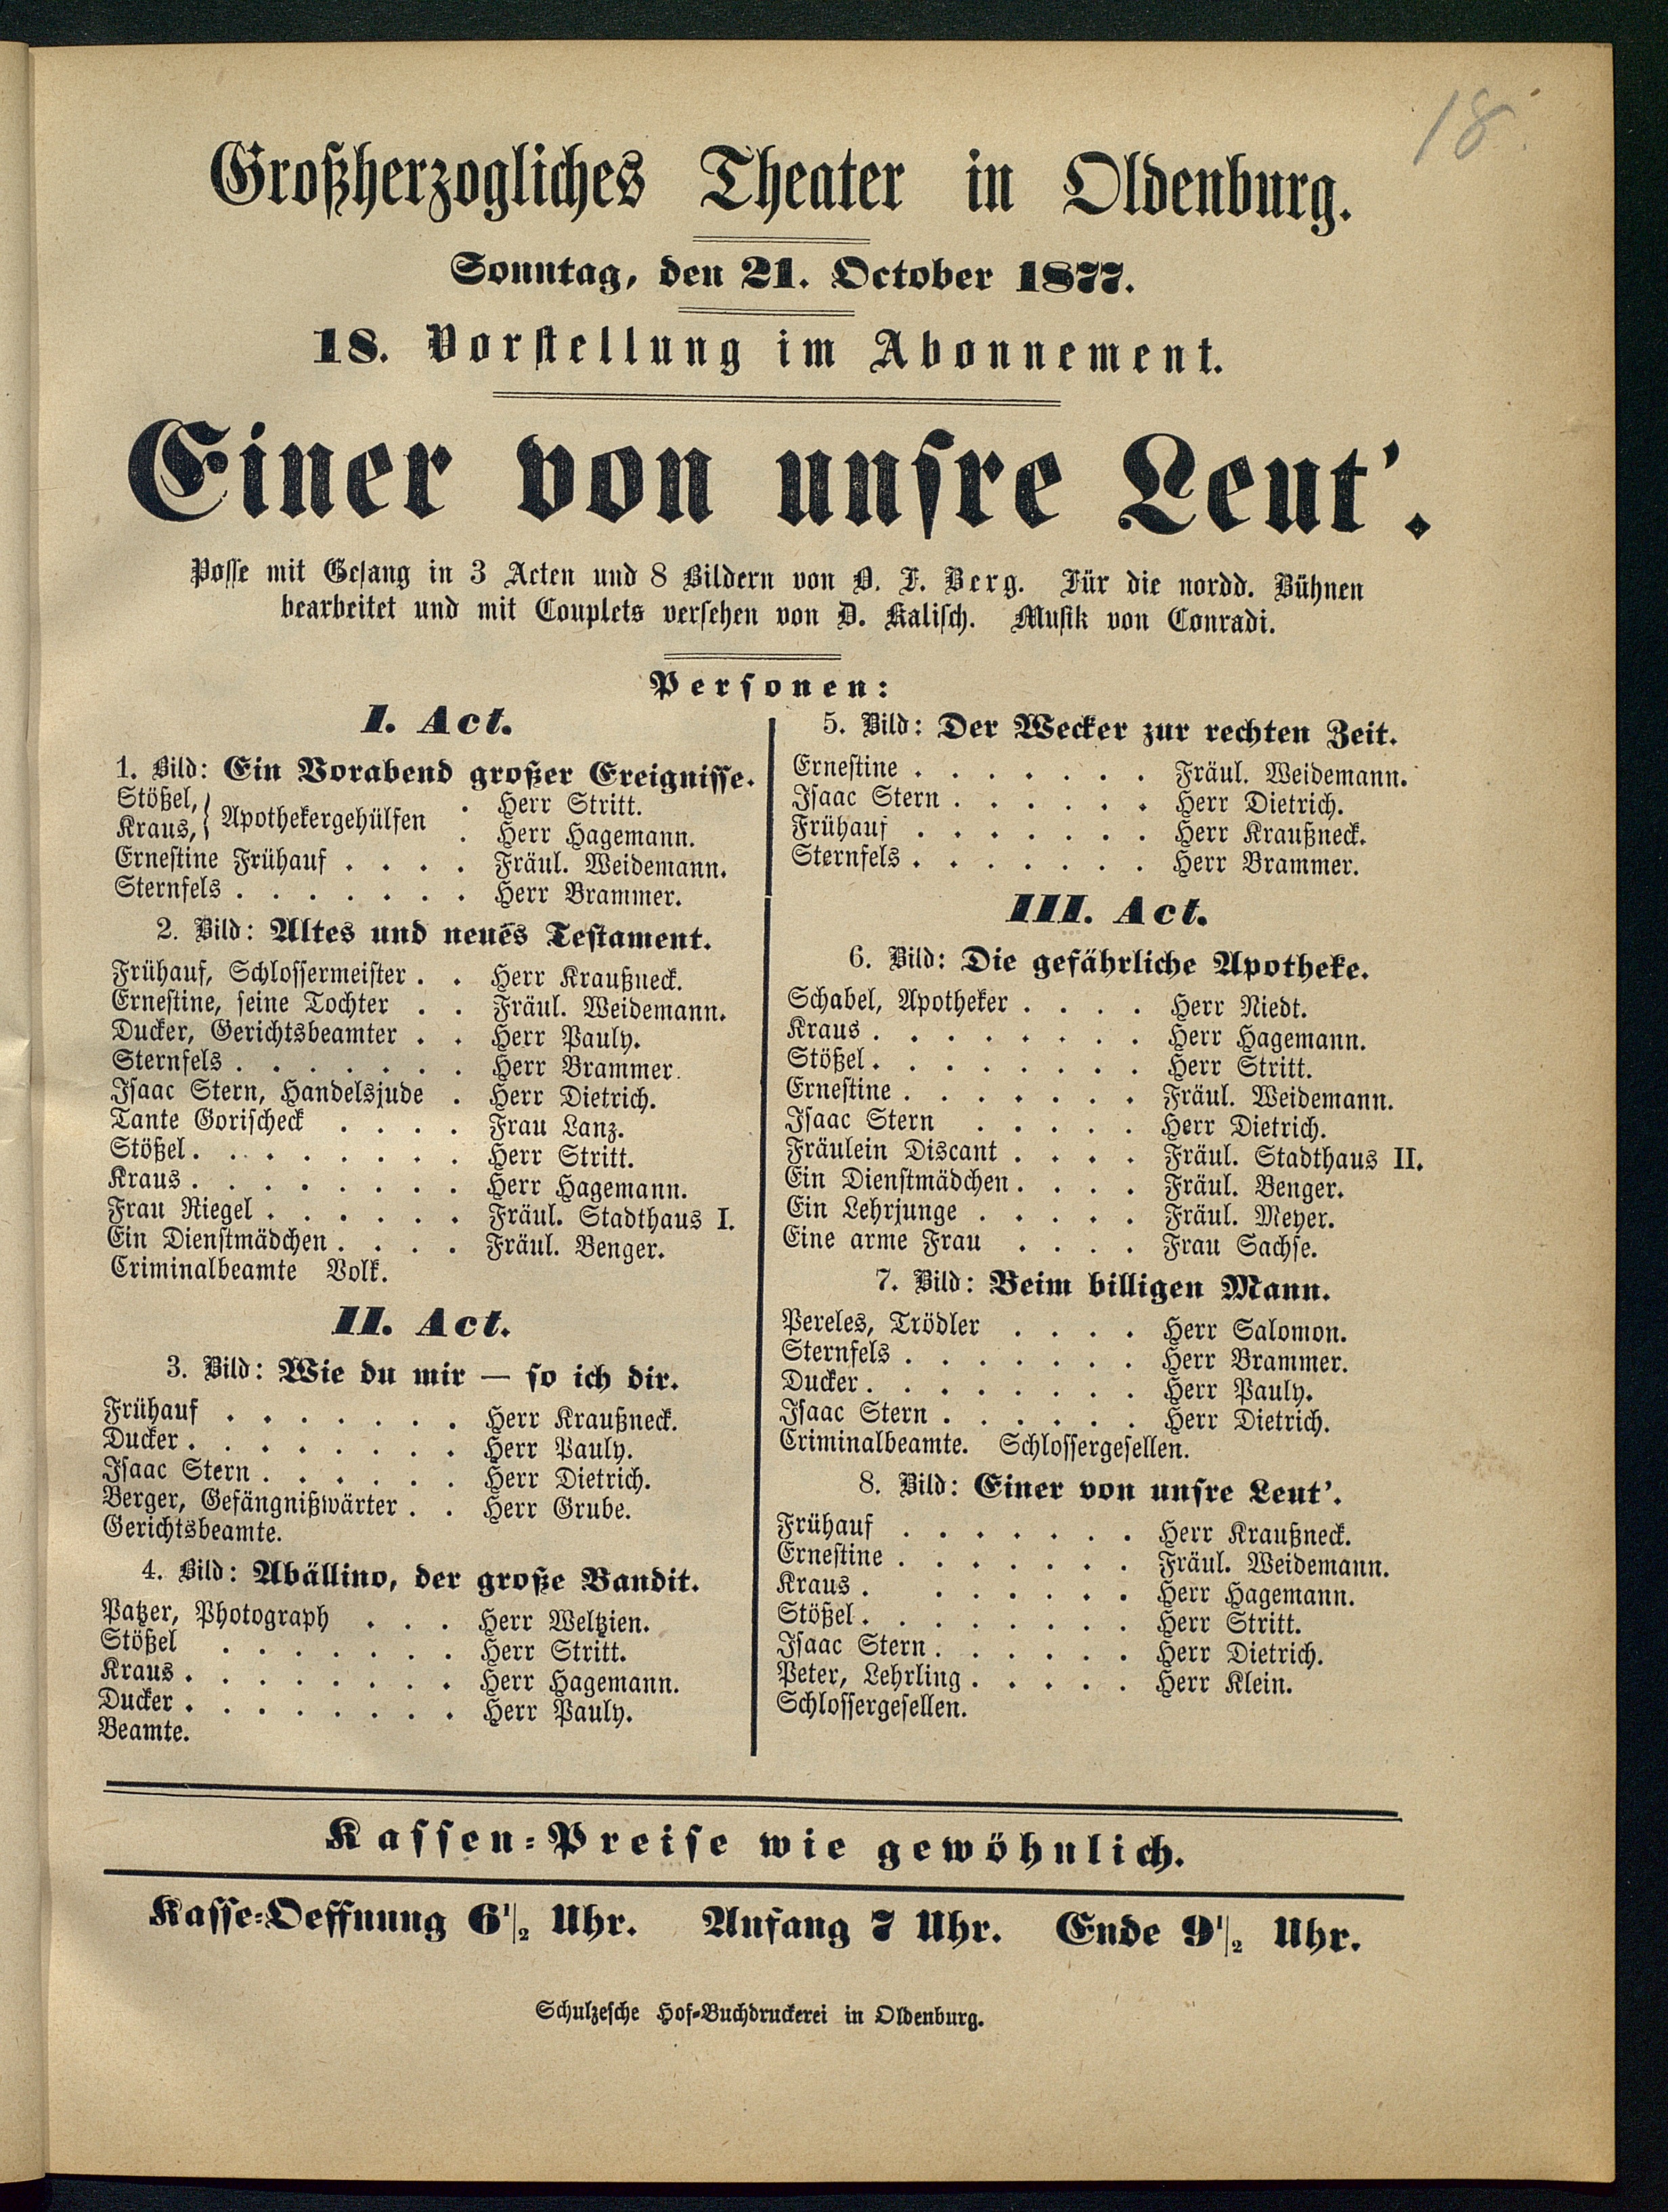 18.
Großherzogliches Theater in Oldenburg.
Sonntag, den 21. October 1877.
18. Vorstellung im Abonnement.
Einer von unsre Leut'.
Posse mit Gesang in 3 Acten und 8 Bildern von O. F. Berg. Für die nordd. Bühnen
bearbeitet und mit Couplets versehen von D. Kalisch. Musik von Conradi.
Personen:
I. Act.
1. Bild: Ein Vorabend großer Ereignisse.
Stößel, } Apothekergehülfen . Herr Stritt.
Kraus, } . Herr Hagemann.
Ernestine Frühauf . . . . Fräul. Weidemann.
Sternfels . . . . . . . Herr Brammer.
2. Bild: Altes und neues Testament.
Frühauf, Schlossermeister . . Herr Kraußneck.
Ernestine, seine Tochter . . Fräul. Weidemann.
Ducker, Gerichtsbeamter . . Herr Pauly.
Sternfels . . . . . . . Herr Brammer.
Isaac Stern, Handelsjude . Herr Dietrich.
Tante Gorischeck . . . . Frau Lanz.
Stößel . . . . . . . . Herr Stritt.
Kraus . . . . . . . . Herr Hagemann.
Frau Riegel . . . . . . Fräul. Stadthaus I.
Ein Dienstmädchen . . . . Fräul. Benger.
Criminalbeamte Volk.
II. Act.
3. Bild: Wie du mir — so ich dir.
Frühauf . . . . . . . Herr Kraußneck.
Ducker . . . . . . . . Herr Pauly.
Isaac Stern . . . . . . Herr Dietrich.
Berger, Gefängnißwärter . . Herr Grube.
Gerichtsbeamte.
4. Bild: Abällino, der große Bandit.
Patzer, Photograph . . . Herr Weltzien.
Stößel . . . . . . . Herr Stritt.
Kraus . . . . . . . . Herr Hagemann.
Ducker . . . . . . . . Herr Pauly.
Beamte.
5. Bild: Der Wecker zur rechten Zeit.
Ernestine . . . . . . . Fräul. Weidemann.
Isaac Stern . . . . . . Herr Dietrich.
Frühauf . . . . . . . Herr Kraußneck.
Sternfels . . . . . . . Herr Brammer.
III. Act.
6. Bild: Die gefährliche Apotheke.
Schabel, Apotheker . . . . Herr Niedt.
Kraus . . . . . . . . Herr Hagemann.
Stößel . . . . . . . . Herr Stritt.
Ernestine . . . . . . . Fräul. Weidemann.
Isaac Stern . . . . . Herr Dietrich.
Fräulein Discant . . . . Fräul. Stadthaus II.
Ein Dienstmädchen . . . . Fräul. Benger.
Ein Lehrjunge . . . . . Fräul. Meyer.
Eine arme Frau . . . . Frau Sachse.
7. Bild: Beim billigen Mann.
Pereles, Trödler . . . . Herr Salomon.
Sternfels . . . . . . . Herr Brammer.
Ducker . . . . . . . . Herr Pauly.
Isaac Stern . . . . . . Herr Dietrich.
Criminalbeamte. Schlossergesellen.
8. Bild: Einer von unsre Leut'.
Frühauf . . . . . . . Herr Kraußneck.
Ernestine . . . . . . . Fräul. Weidemann.
Kraus . . . . . . . Herr Hagemann.
Stößel . . . . . . . . Herr Stritt.
Isaac Stern . . . . . . Herr Dietrich.
Peter, Lehrling . . . . . Herr Klein.
Schlossergesellen.
Kassen-Preise wie gewöhnlich.
Kasse-Oeffnung 6 1/2 Uhr. Anfang 7 Uhr. Ende 9 1/2 Uhr.
Schulzesche Hof-Buchdruckerei in Oldenburg.